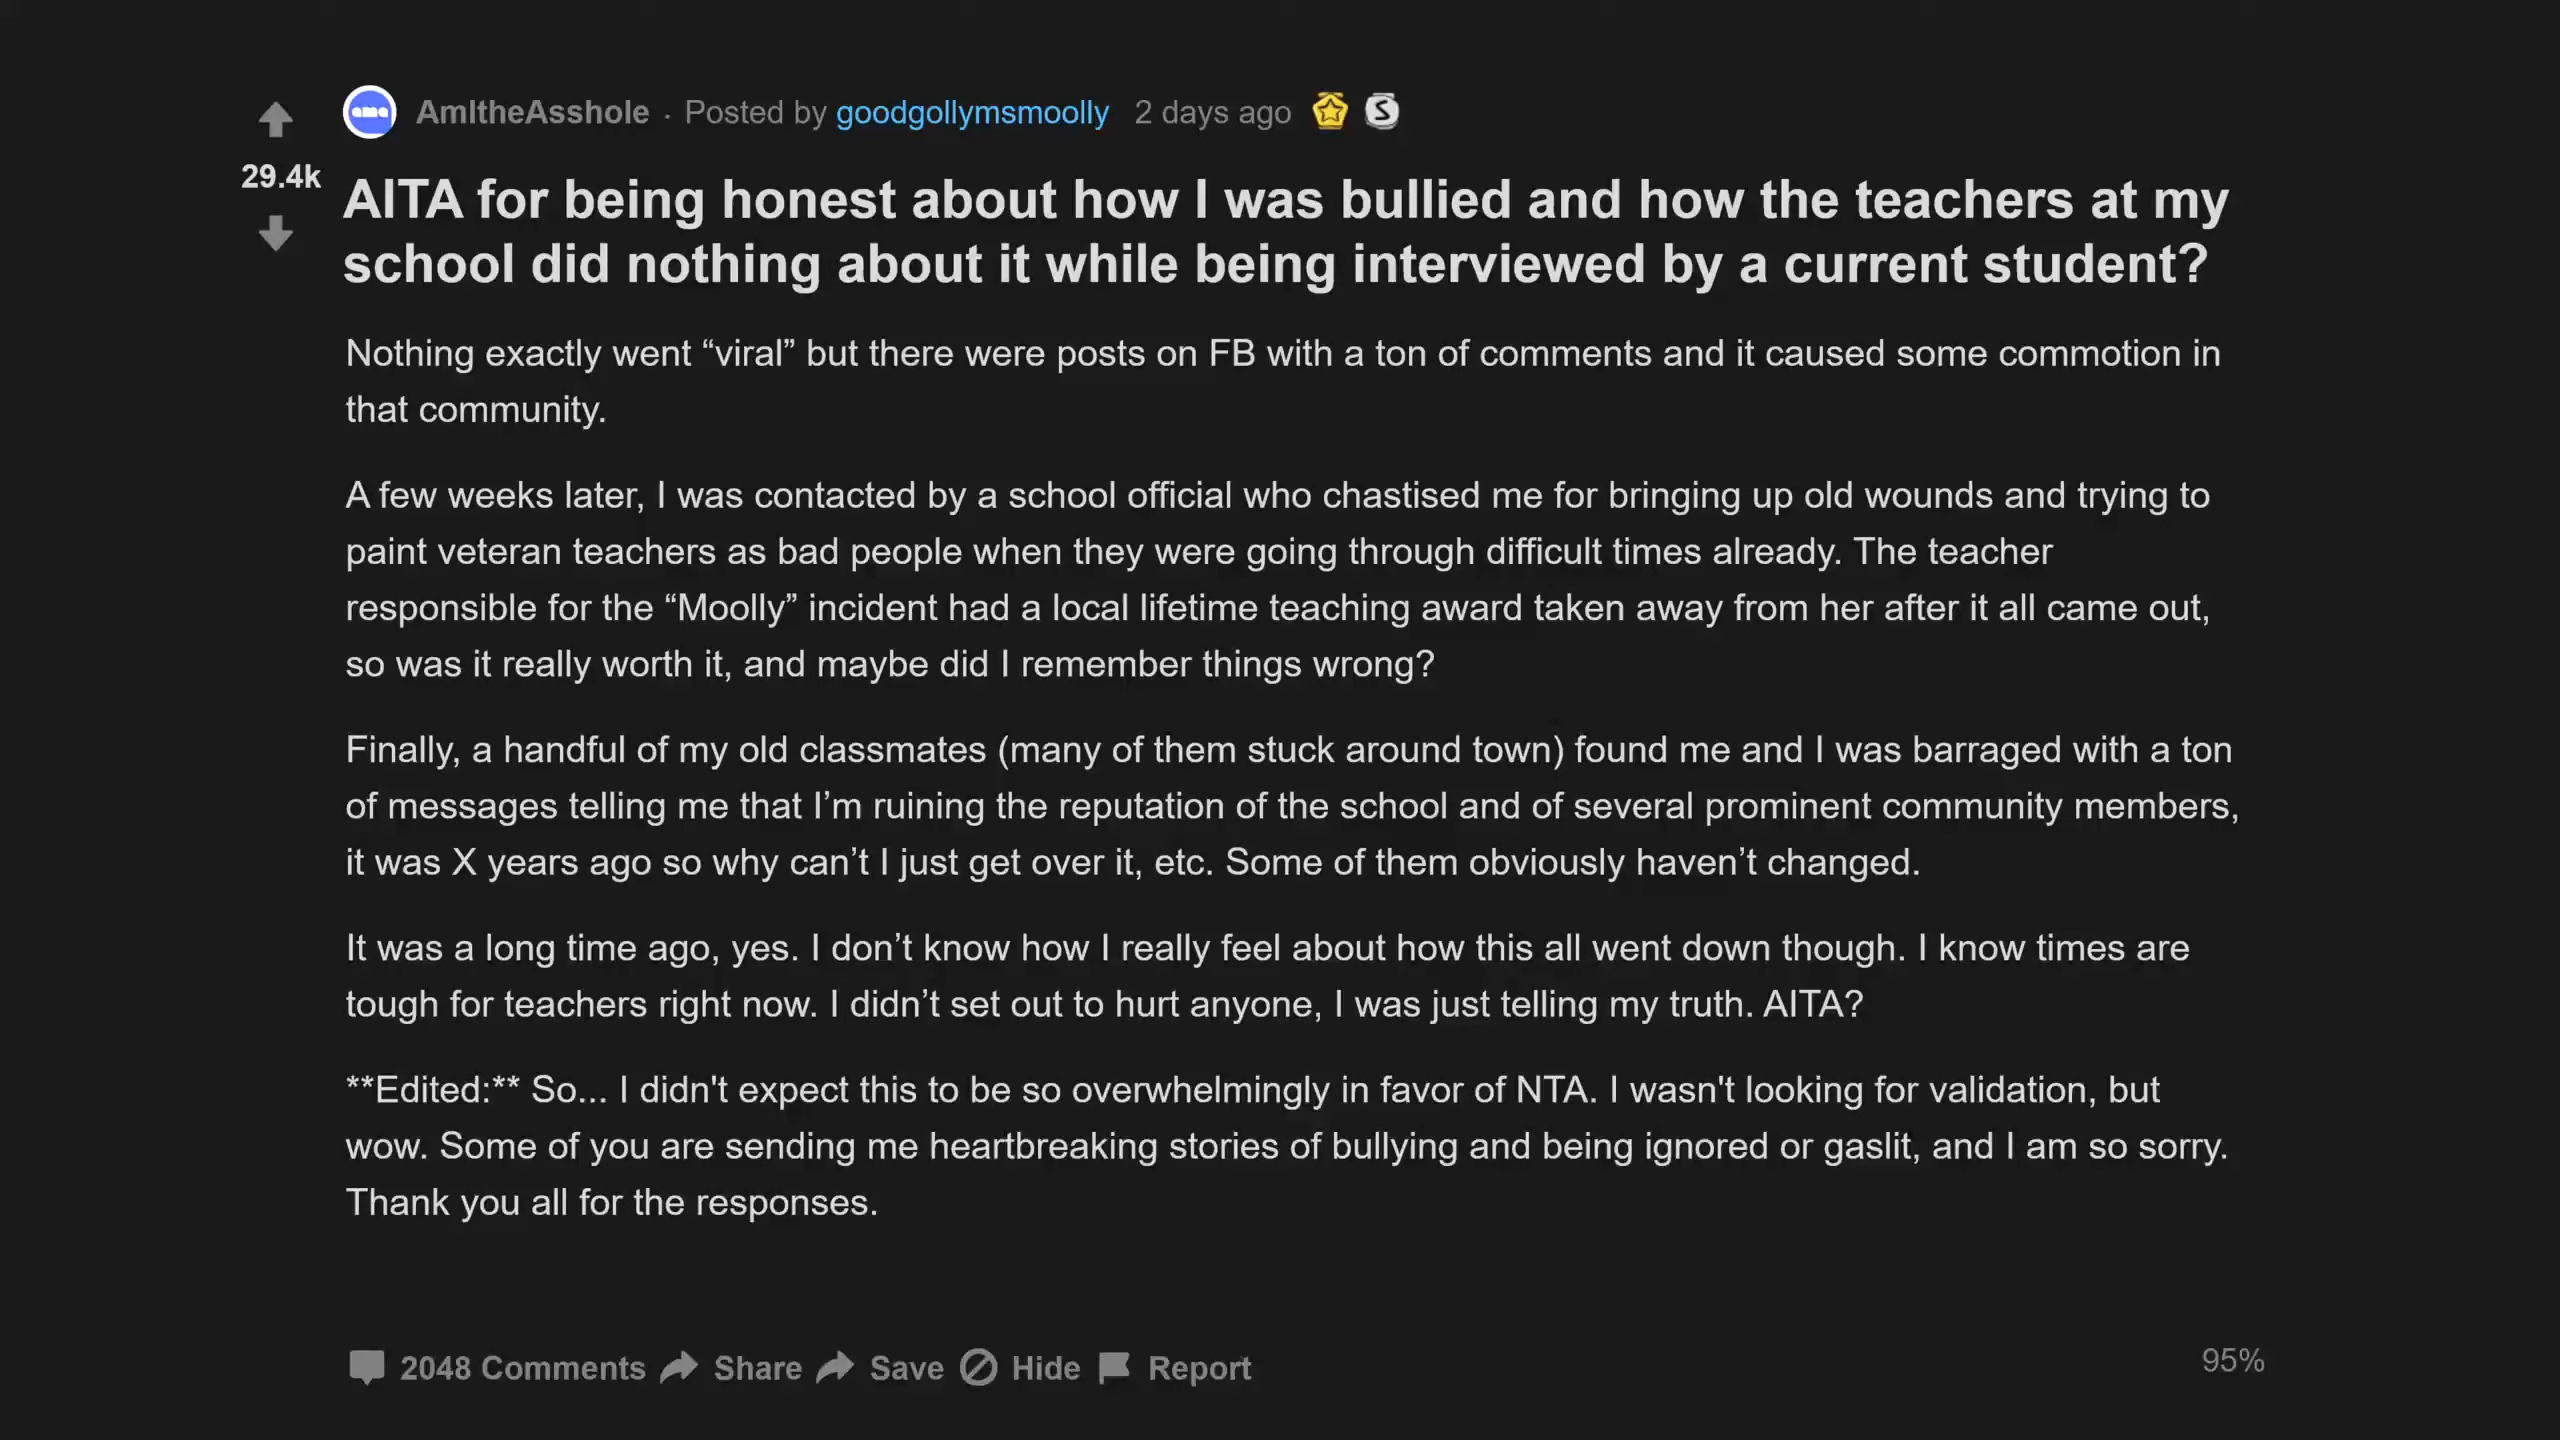 AmItheAsshole · Posted by goodgollymsmoolly 2 days ago
29.4k
AITA for being honest about how I was bullied and how the teachers at my
school did nothing about it while being interviewed by a current student?
Nothing exactly went “viral” but there were posts on FB with a ton of comments and it caused some commotion in
that community.
A few weeks later, I was contacted by a school official who chastised me for bringing up old wounds and trying to
paint veteran teachers as bad people when they were going through difficult times already. The teacher
responsible for the “Moolly” incident had a local lifetime teaching award taken away from her after it all came out,
so was it really worth it, and maybe did I remember things wrong?
Finally, a handful of my old classmates (many of them stuck around town) found me and I was barraged with a ton
of messages telling me that I’m ruining the reputation of the school and of several prominent community members,
it was X years ago so why can’t I just get over it, etc. Some of them obviously haven’t changed.
It was a long time ago, yes. I don’t know how I really feel about how this all went down though. I know times are
tough for teachers right now. I didn’t set out to hurt anyone, I was just telling my truth. AITA?
**Edited:** So... I didn't expect this to be so overwhelmingly in favor of NTA. I wasn't looking for validation, but
wow. Some of you are sending me heartbreaking stories of bullying and being ignored or gaslit, and I am so sorry.
Thank you all for the responses.
2048 Comments Share Save Hide Report
95%